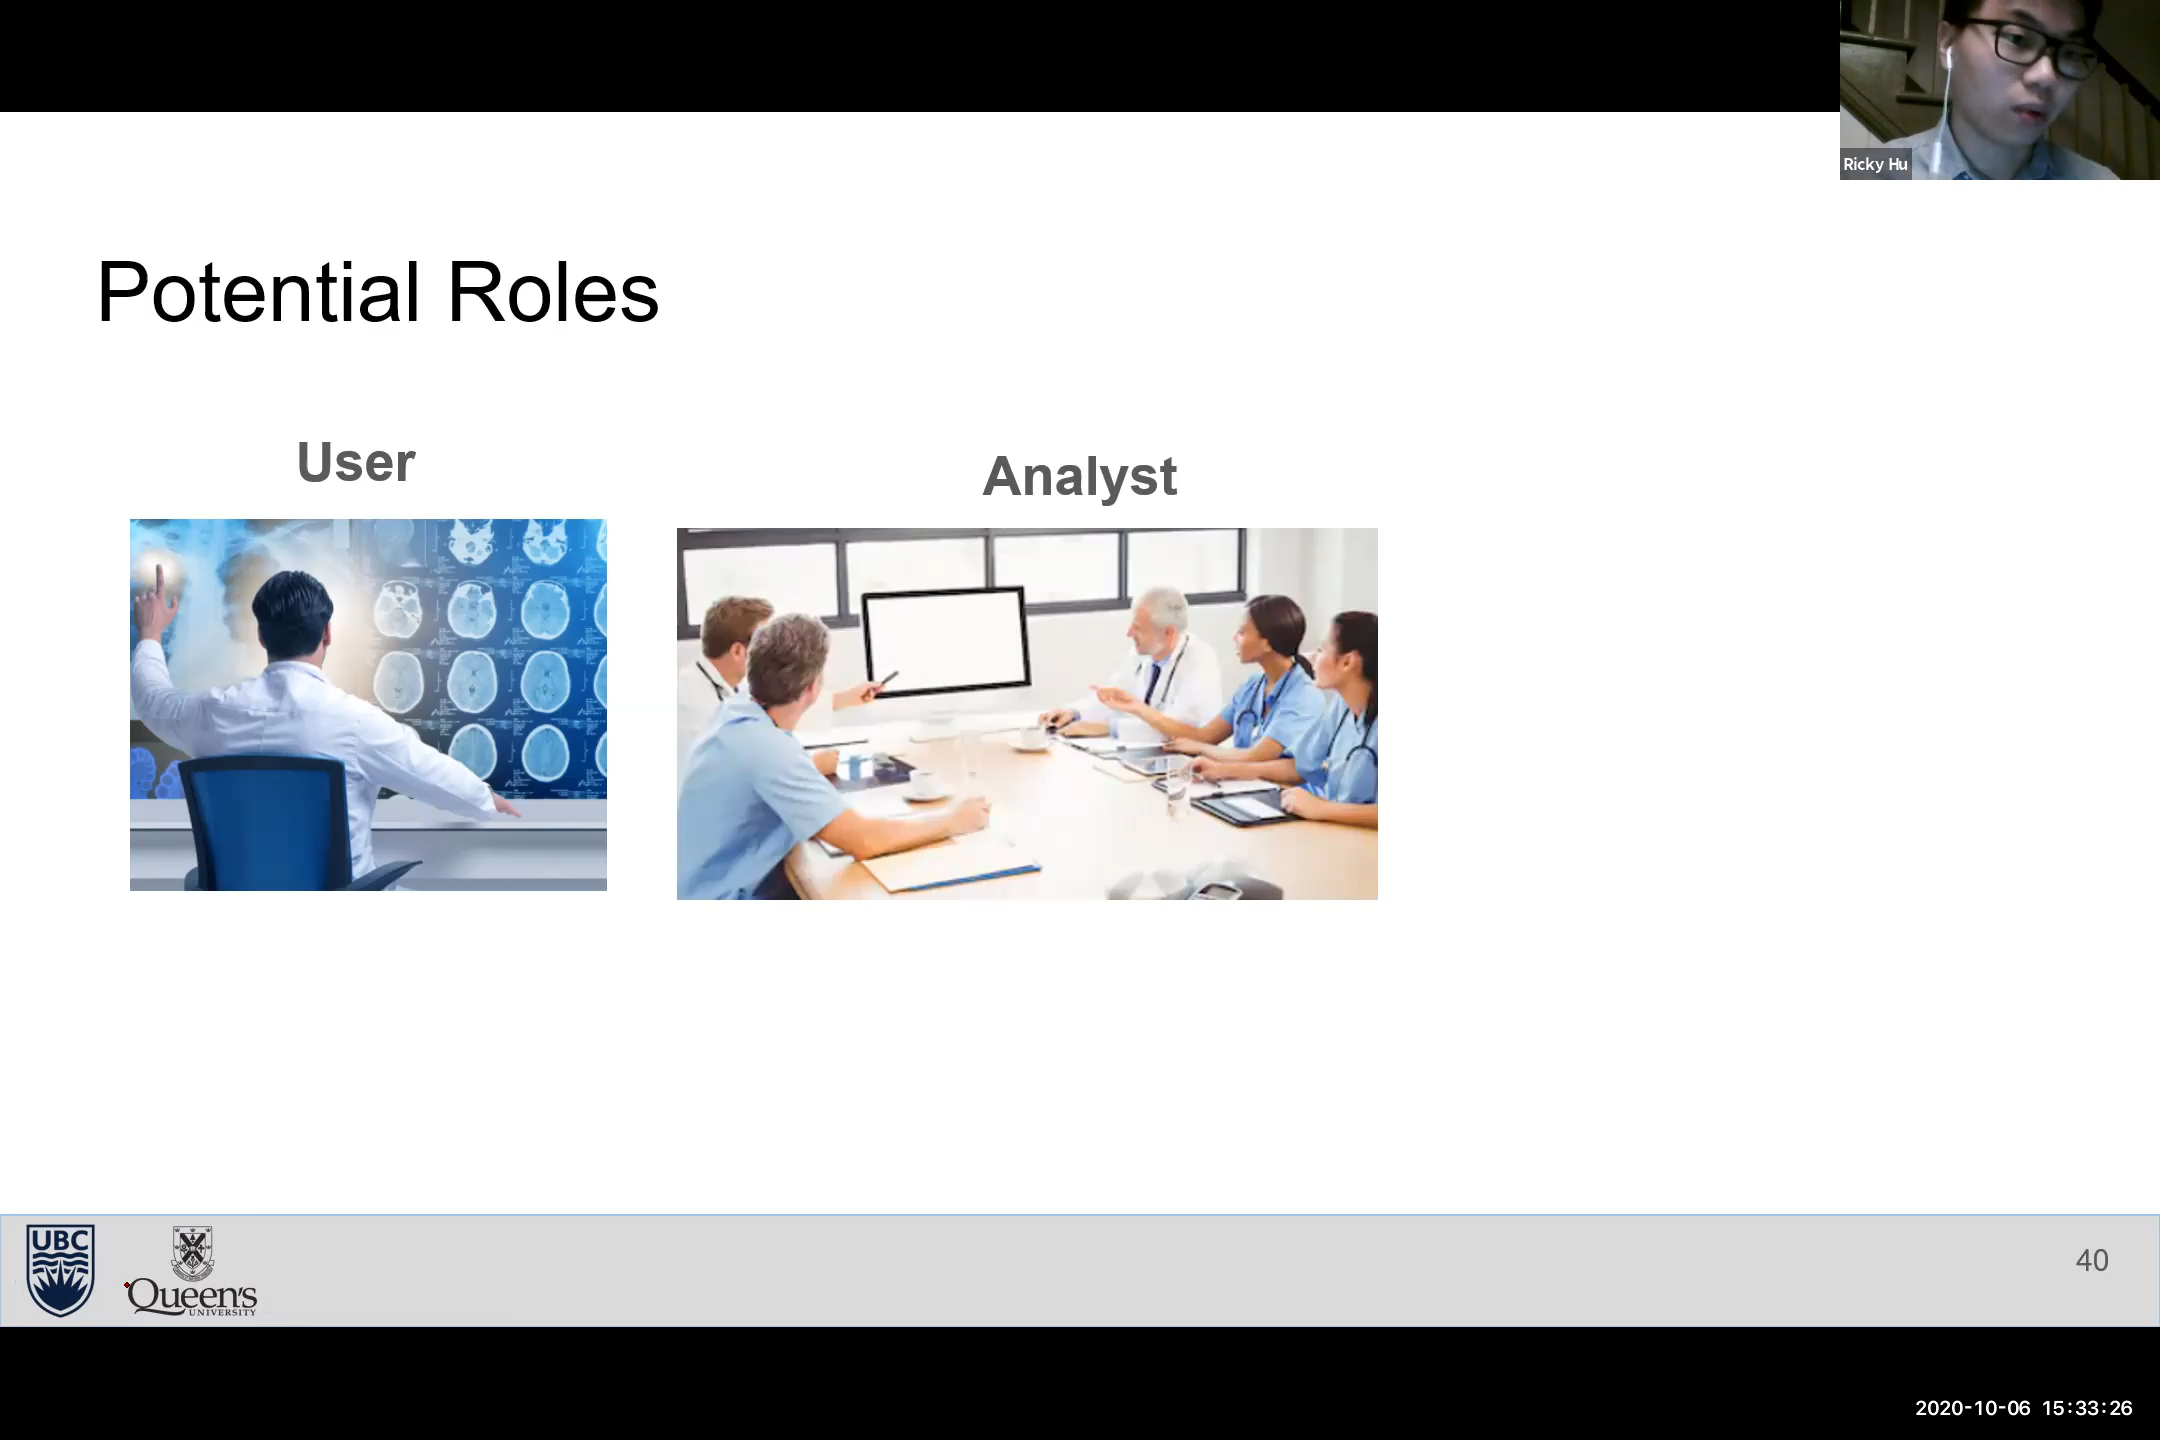 Ricky Hu
Potential Roles
User
Analyst
UBC
Queen's
UNIVERSITY
40
2020-10-06 15:33:26